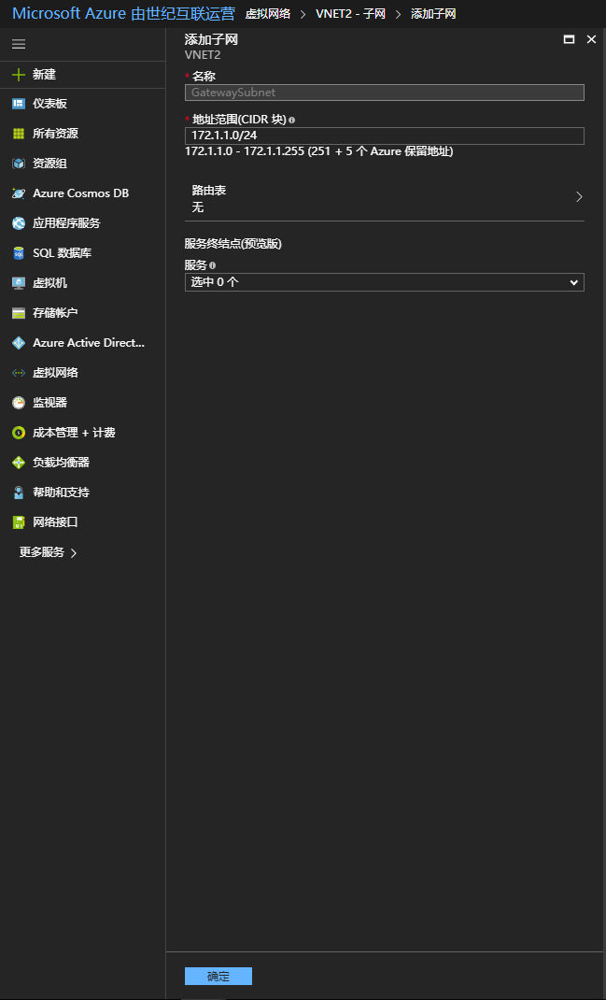 Microsoft Azure 由世纪互联运营 虚拟网络 > VNET2 - 子网 > 添加子网
新建
仪表板
所有资源
资源组
Azure Cosmos DB
应用程序服务
SQL 数据库
虚拟机
存储帐户
Azure Active Direct...
虚拟网络
监视器
成本管理 + 计费
负载均衡器
帮助和支持
网络接口
更多服务 >
添加子网
VNET2
* 名称
GatewaySubnet
* 地址范围(CIDR 块)
172.1.1.0/24
172.1.1.0 - 172.1.1.255 (251 + 5 个 Azure 保留地址)
路由表
无
服务终结点(预览版)
服务
选中 0 个
确定